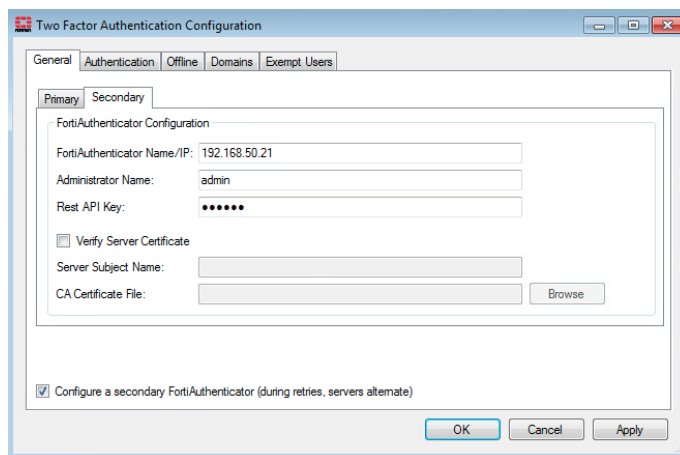 Two Factor Authentication Configuration
General Authentication Offline Domains Exempt Users
Primary Secondary
FortiAuthenticator Configuration
FortiAuthenticator Name/IP: 192.168.50.21
Administrator Name: admin
Rest API Key: ••••••
Verify Server Certificate
Server Subject Name:
CA Certificate File: Browse
Configure a secondary FortiAuthenticator (during retries, servers alternate)
OK Cancel Apply